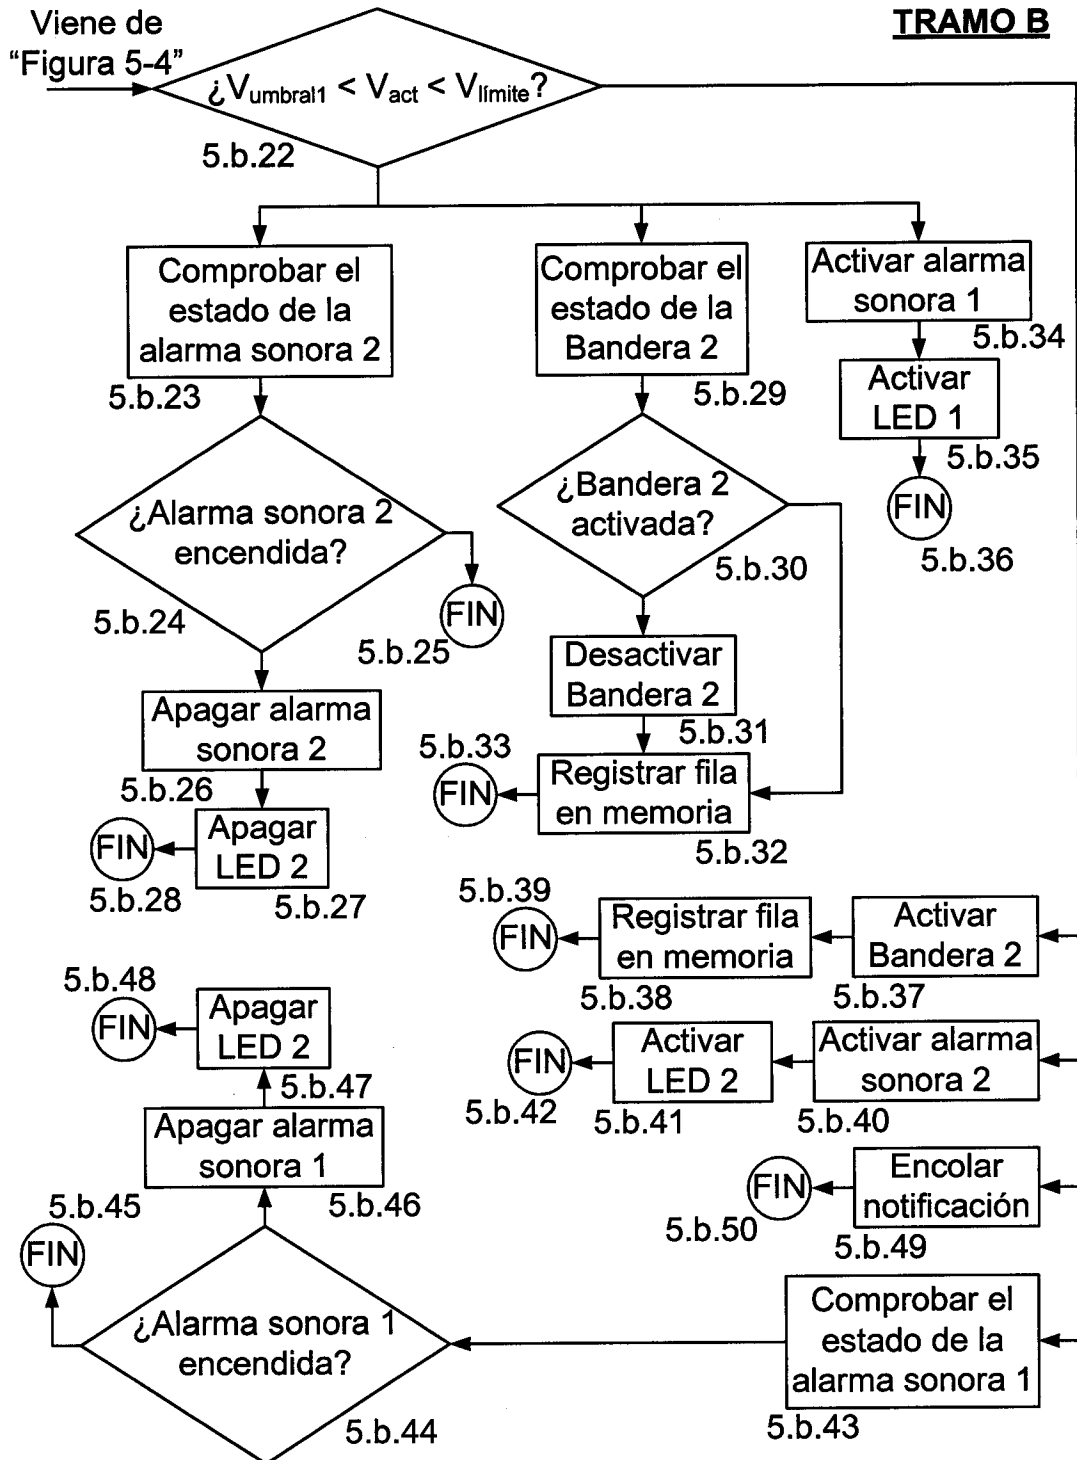 Viene de
"Figura 5-4"
TRAMO B
¿Vumbral1 < Vact < Vlímite?
5.b.22
Comprobar el
estado de la
alarma sonora 2
5.b.23
Comprobar el
estado de la
Bandera 2
5.b.29
Activar alarma
sonora 1
5.b.34
Activar
LED 1
5.b.35
FIN
5.b.36
¿Alarma sonora 2
encendida?
5.b.24
FIN
5.b.25
¿Bandera 2
activada?
5.b.30
Desactivar
Bandera 2
5.b.31
Apagar alarma
sonora 2
5.b.26
Apagar
LED 2
5.b.27
FIN
5.b.28
5.b.33
FIN
Registrar fila
en memoria
5.b.32
5.b.39
FIN
Registrar fila
en memoria
5.b.38
Activar
Bandera 2
5.b.37
5.b.48
FIN
Apagar
LED 2
5.b.47
FIN
5.b.42
Activar
LED 2
5.b.41
Activar alarma
sonora 2
5.b.40
Apagar alarma
sonora 1
5.b.46
5.b.45
FIN
FIN
5.b.50
Encolar
notificación
5.b.49
¿Alarma sonora 1
encendida?
5.b.44
Comprobar el
estado de la
alarma sonora 1
5.b.43